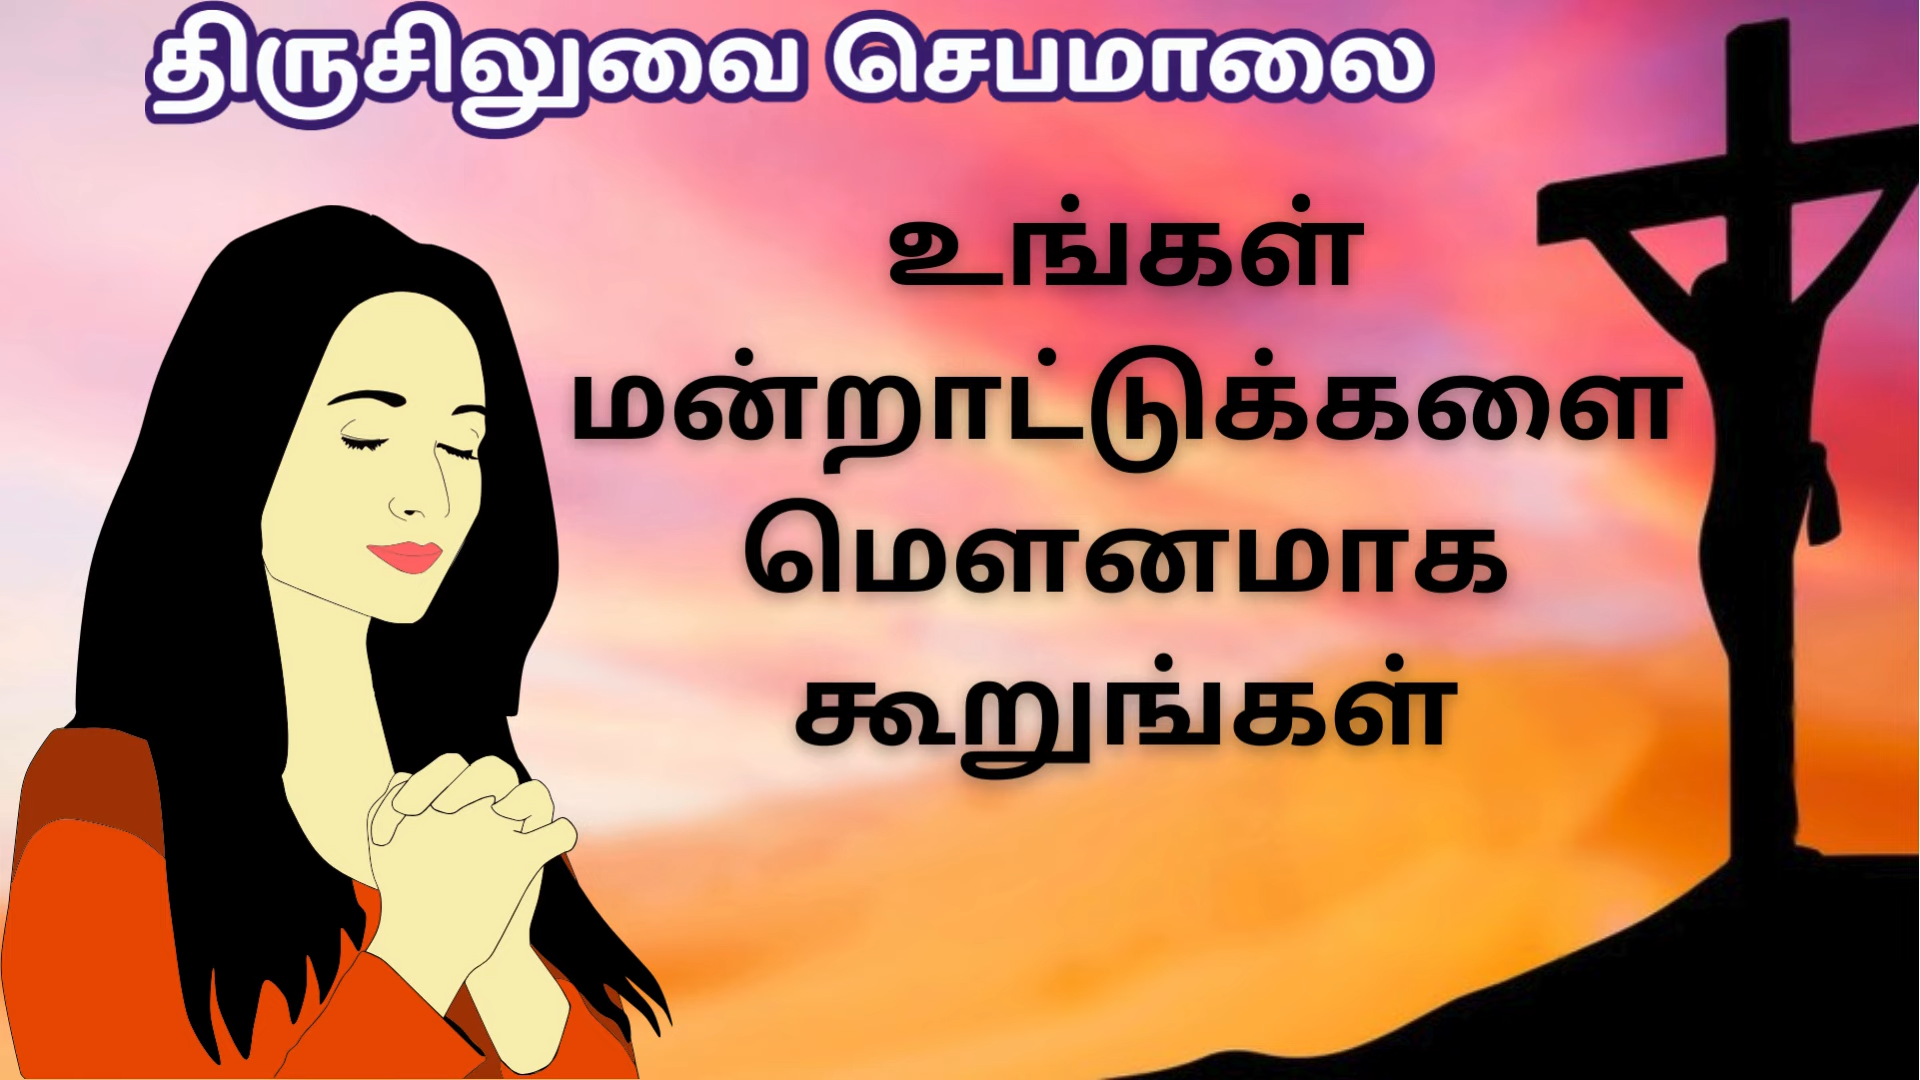 திருசிலுவை செபமாலை
உங்கள்
மன்றாட்டுக்களை
மௌனமாக
கூறுங்கள்